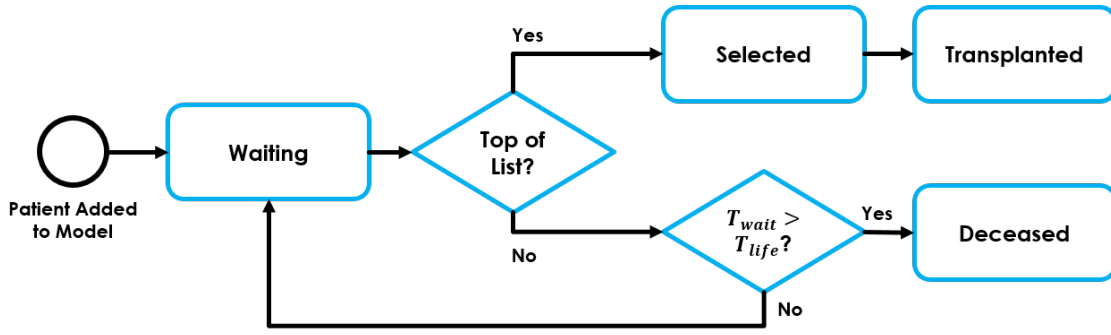 Yes
Selected
Transplanted
Waiting
Top of
List?
Patient Added
to Model
No
T_wait >
T_life?
Yes
Deceased
No